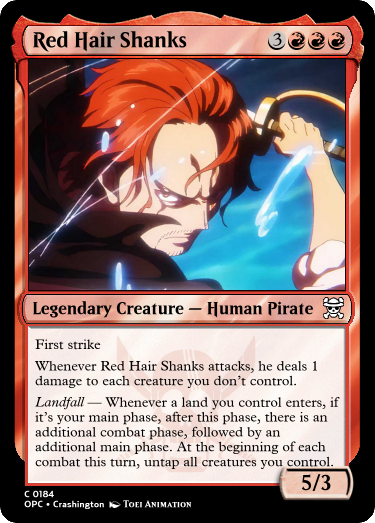 Red Hair Shanks 3
Legendary Creature — Human Pirate
First strike
Whenever Red Hair Shanks attacks, he deals 1
damage to each creature you don't control.
Landfall — Whenever a land you control enters, if
it's your main phase, after this phase, there is an
additional combat phase, followed by an
additional main phase. At the beginning of each
combat this turn, untap all creatures you control.
5/3
C 0184
OPC • Crashington Toei Animation